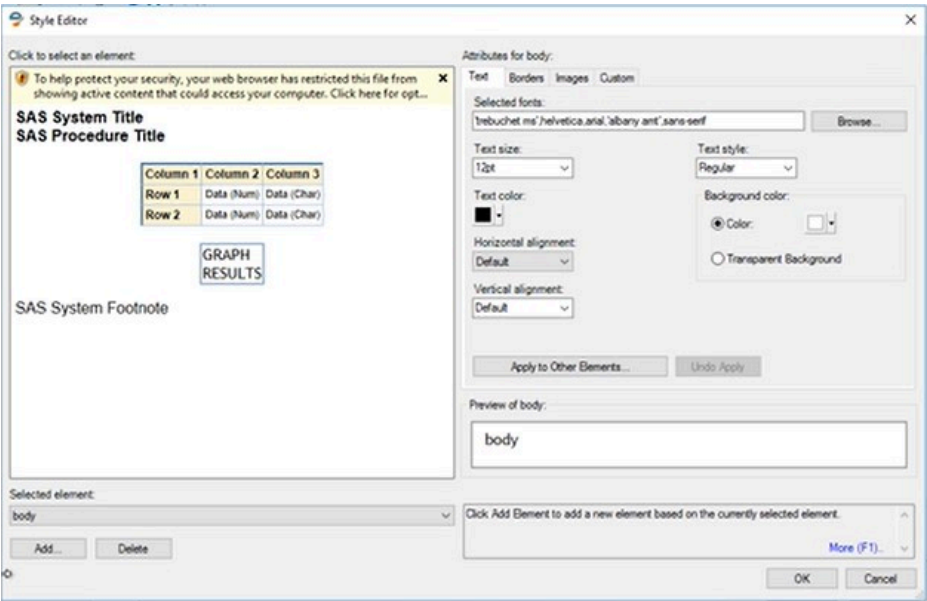 Style Editor
Click to select an element:
To help protect your security, your web browser has restricted this file from
showing active content that could access your computer. Click here for opt...
SAS System Title
SAS Procedure Title
Column 1 Column 2 Column 3
Row 1 Data (Num) Data (Char)
Row 2 Data (Num) Data (Char)
GRAPH
RESULTS
SAS System Footnote
Selected element:
body
Add... Delete
Attributes for body:
Text Borders Images Custom
Selected fonts:
'trebuchet ms',helvetica,arial,'albany amt',sans-serif Browse...
Text size: Text style:
12pt Regular
Text color: Background color:
Color:
Horizontal alignment:
Default Transparent Background
Vertical alignment:
Default
Apply to Other Elements... Undo Apply
Preview of body:
body
Click Add Element to add a new element based on the currently selected element.
More (F1)..
OK Cancel